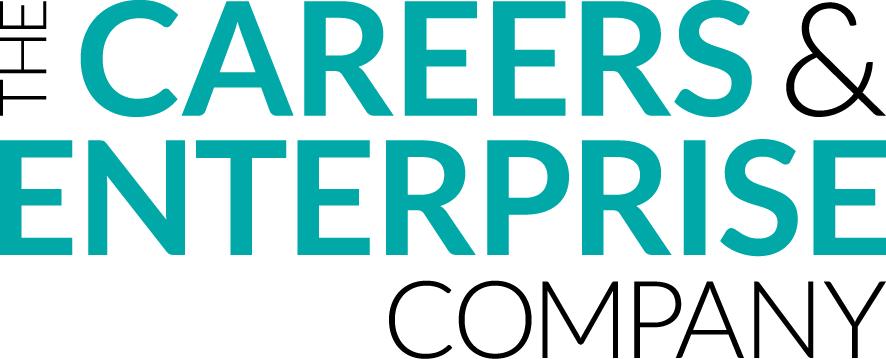 THE CAREERS &
ENTERPRISE
COMPANY